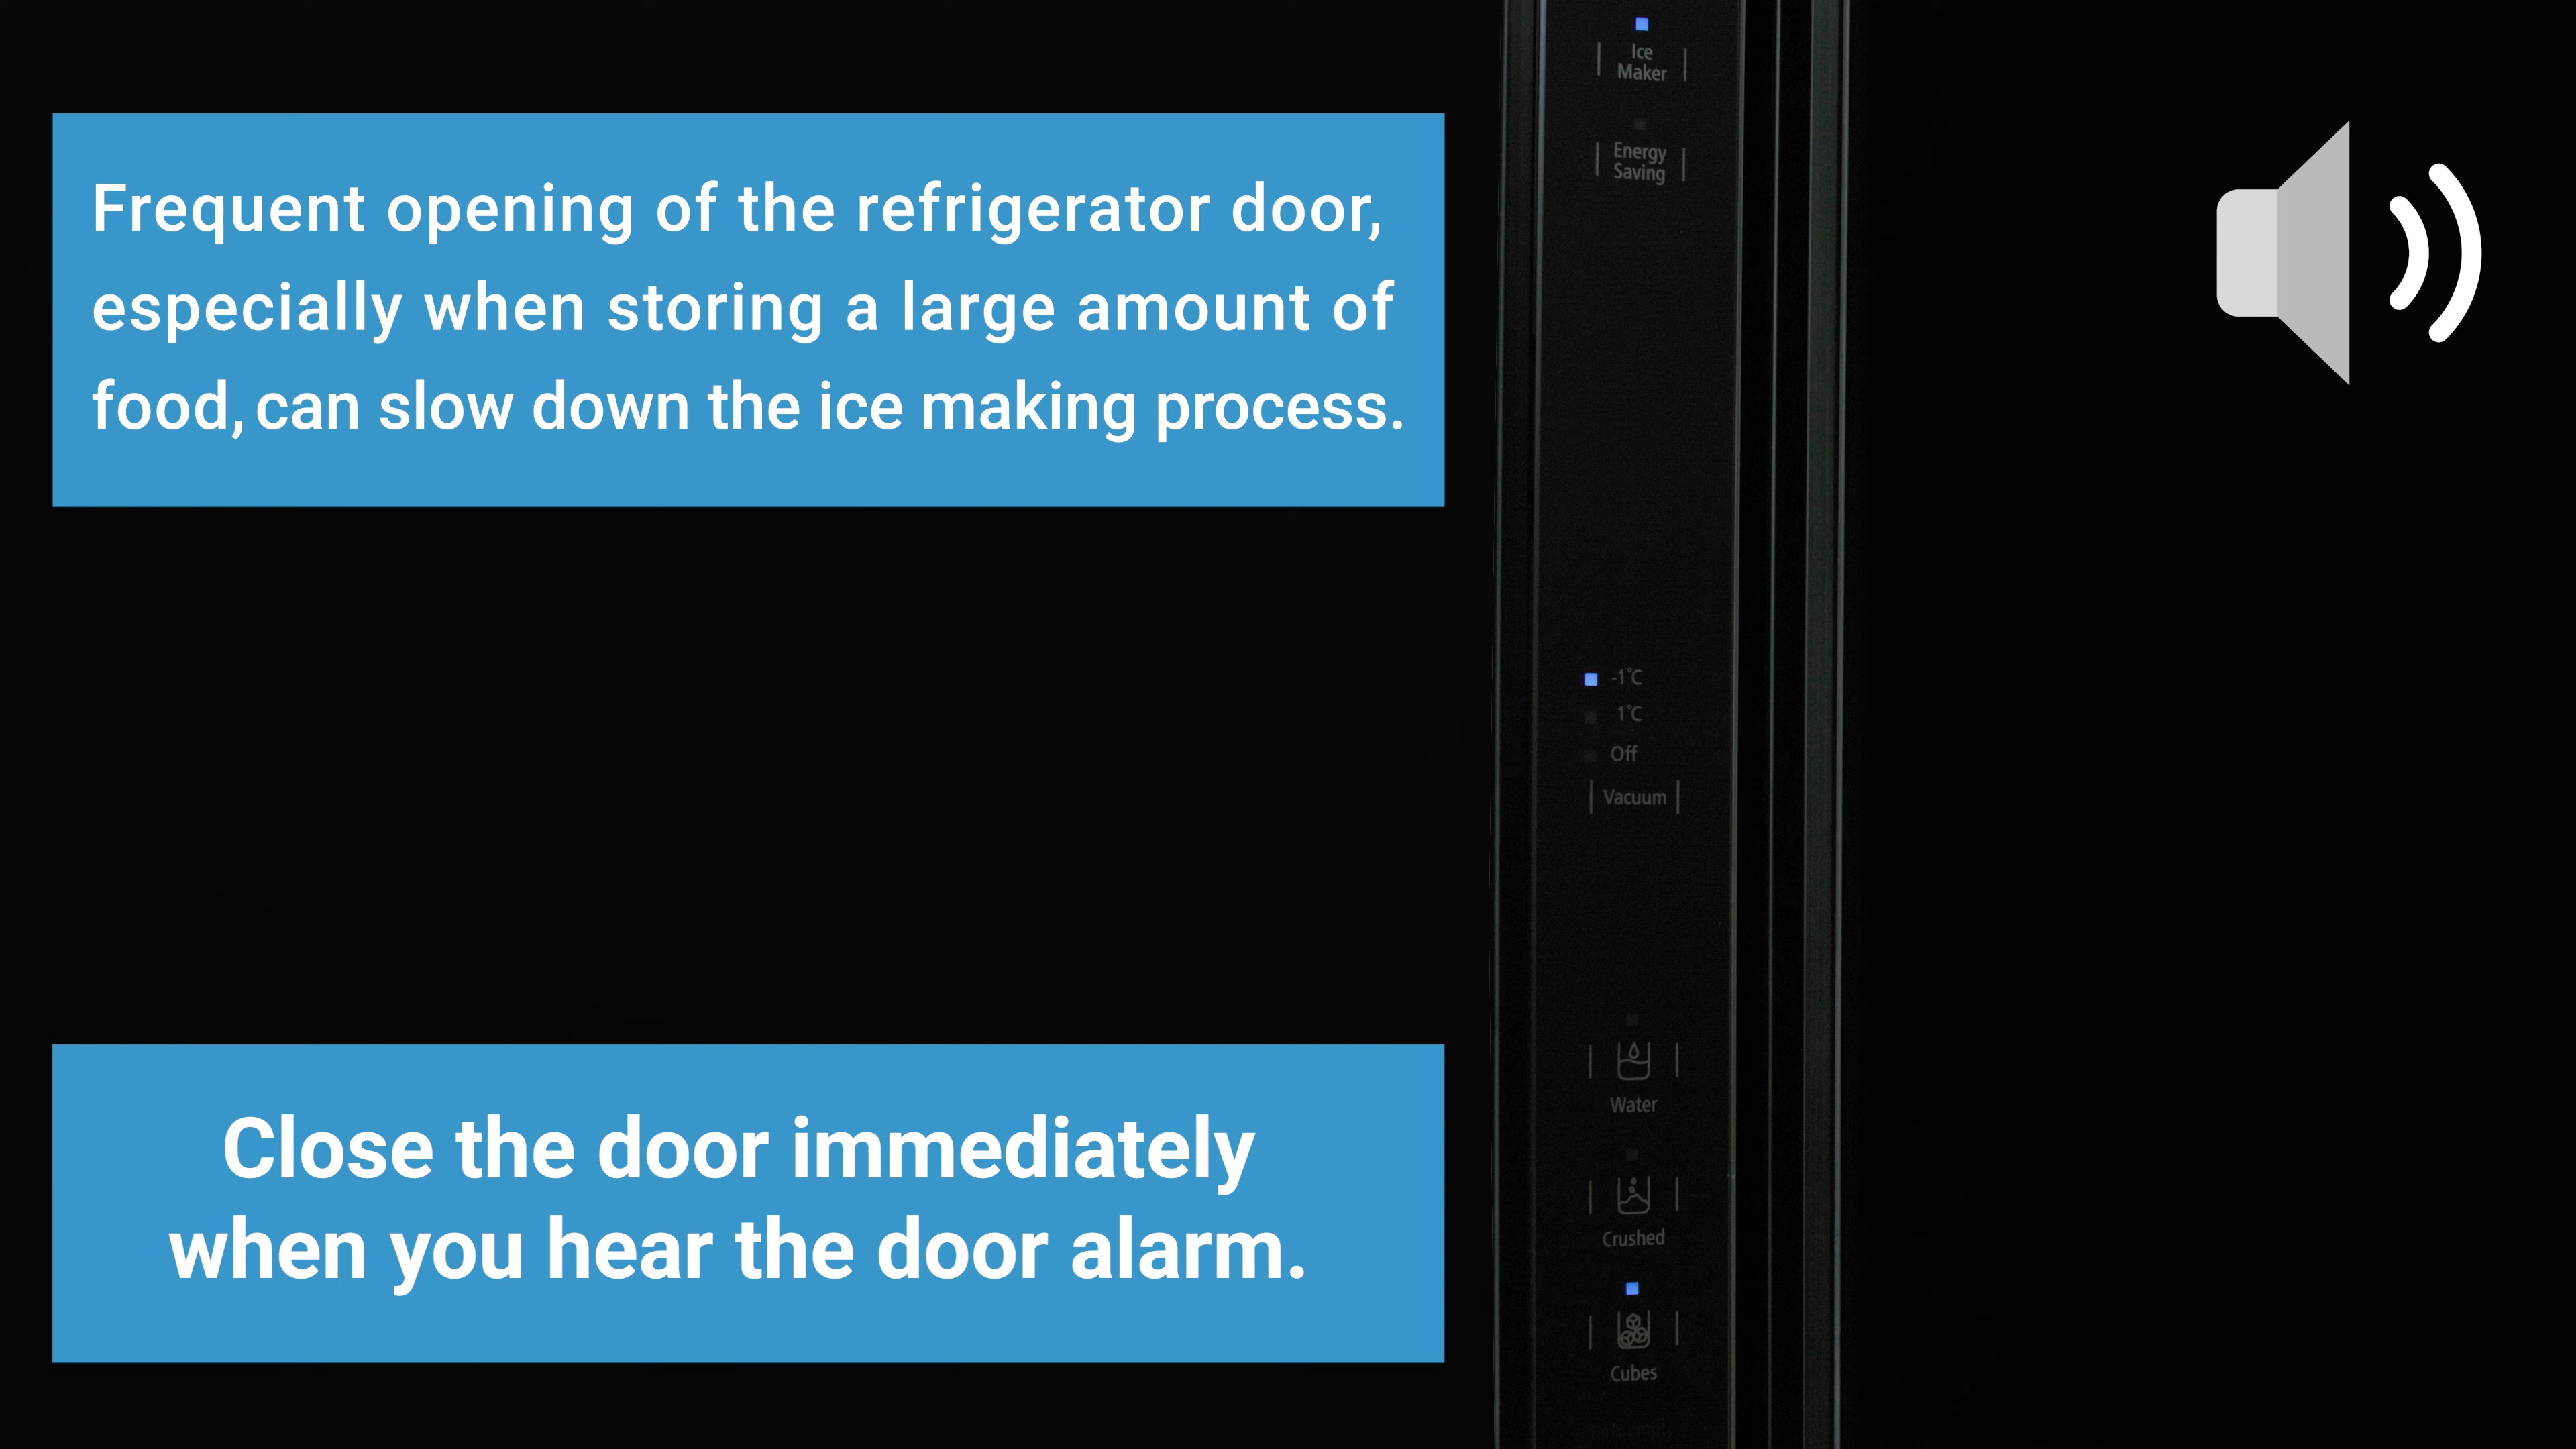 Frequent opening of the refrigerator door,
especially when storing a large amount of
food, can slow down the ice making process.
Close the door immediately
when you hear the door alarm.
Ice
Maker
Energy
Saving
-1°C
1°C
Off
Vacuum
Water
Crushed
Cubes